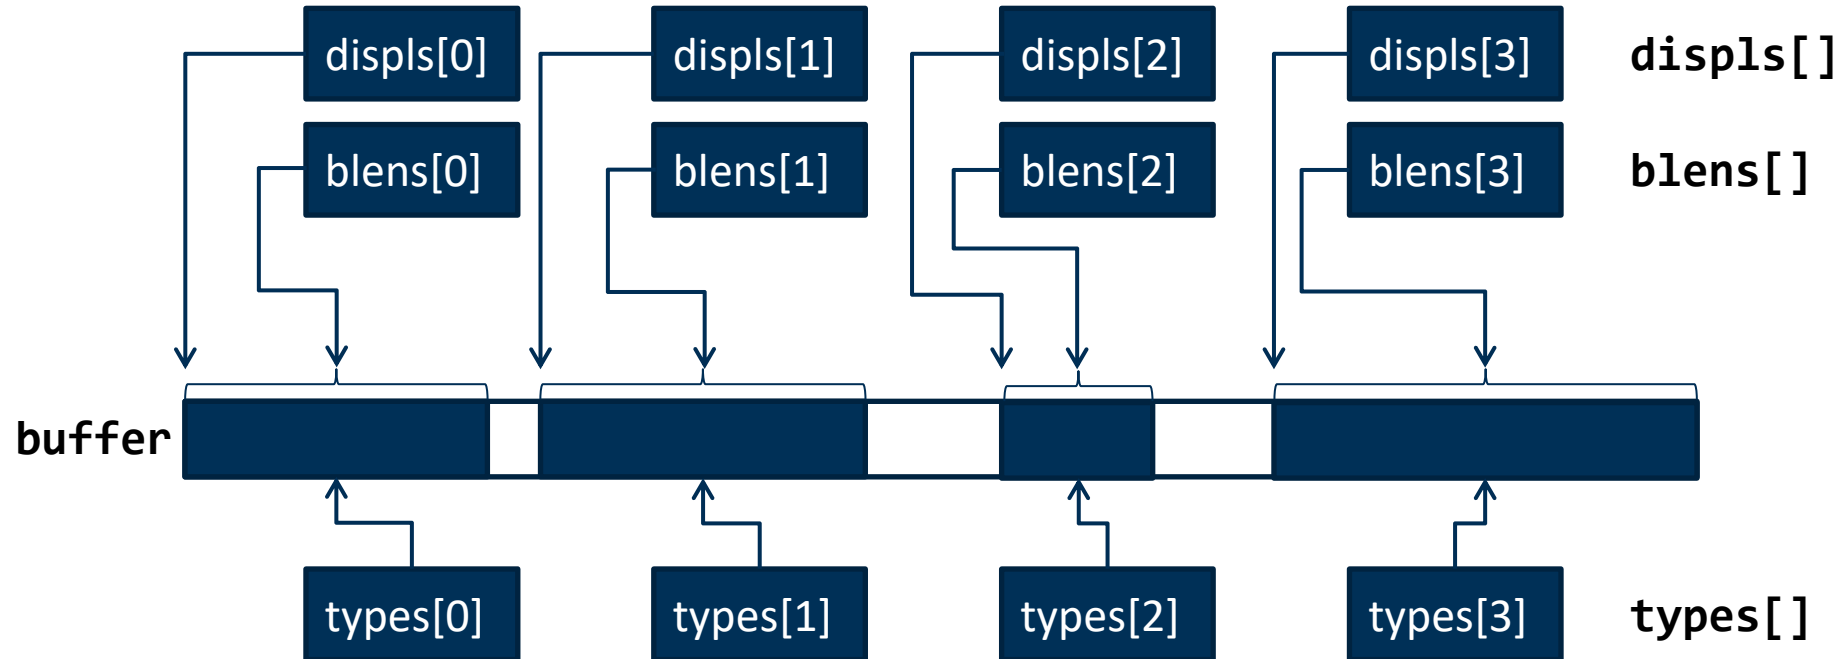 displs[0] displs[1] displs[2] displs[3] displs[]
blens[0] blens[1] blens[2] blens[3] blens[]
buffer
types[0] types[1] types[2] types[3] types[]